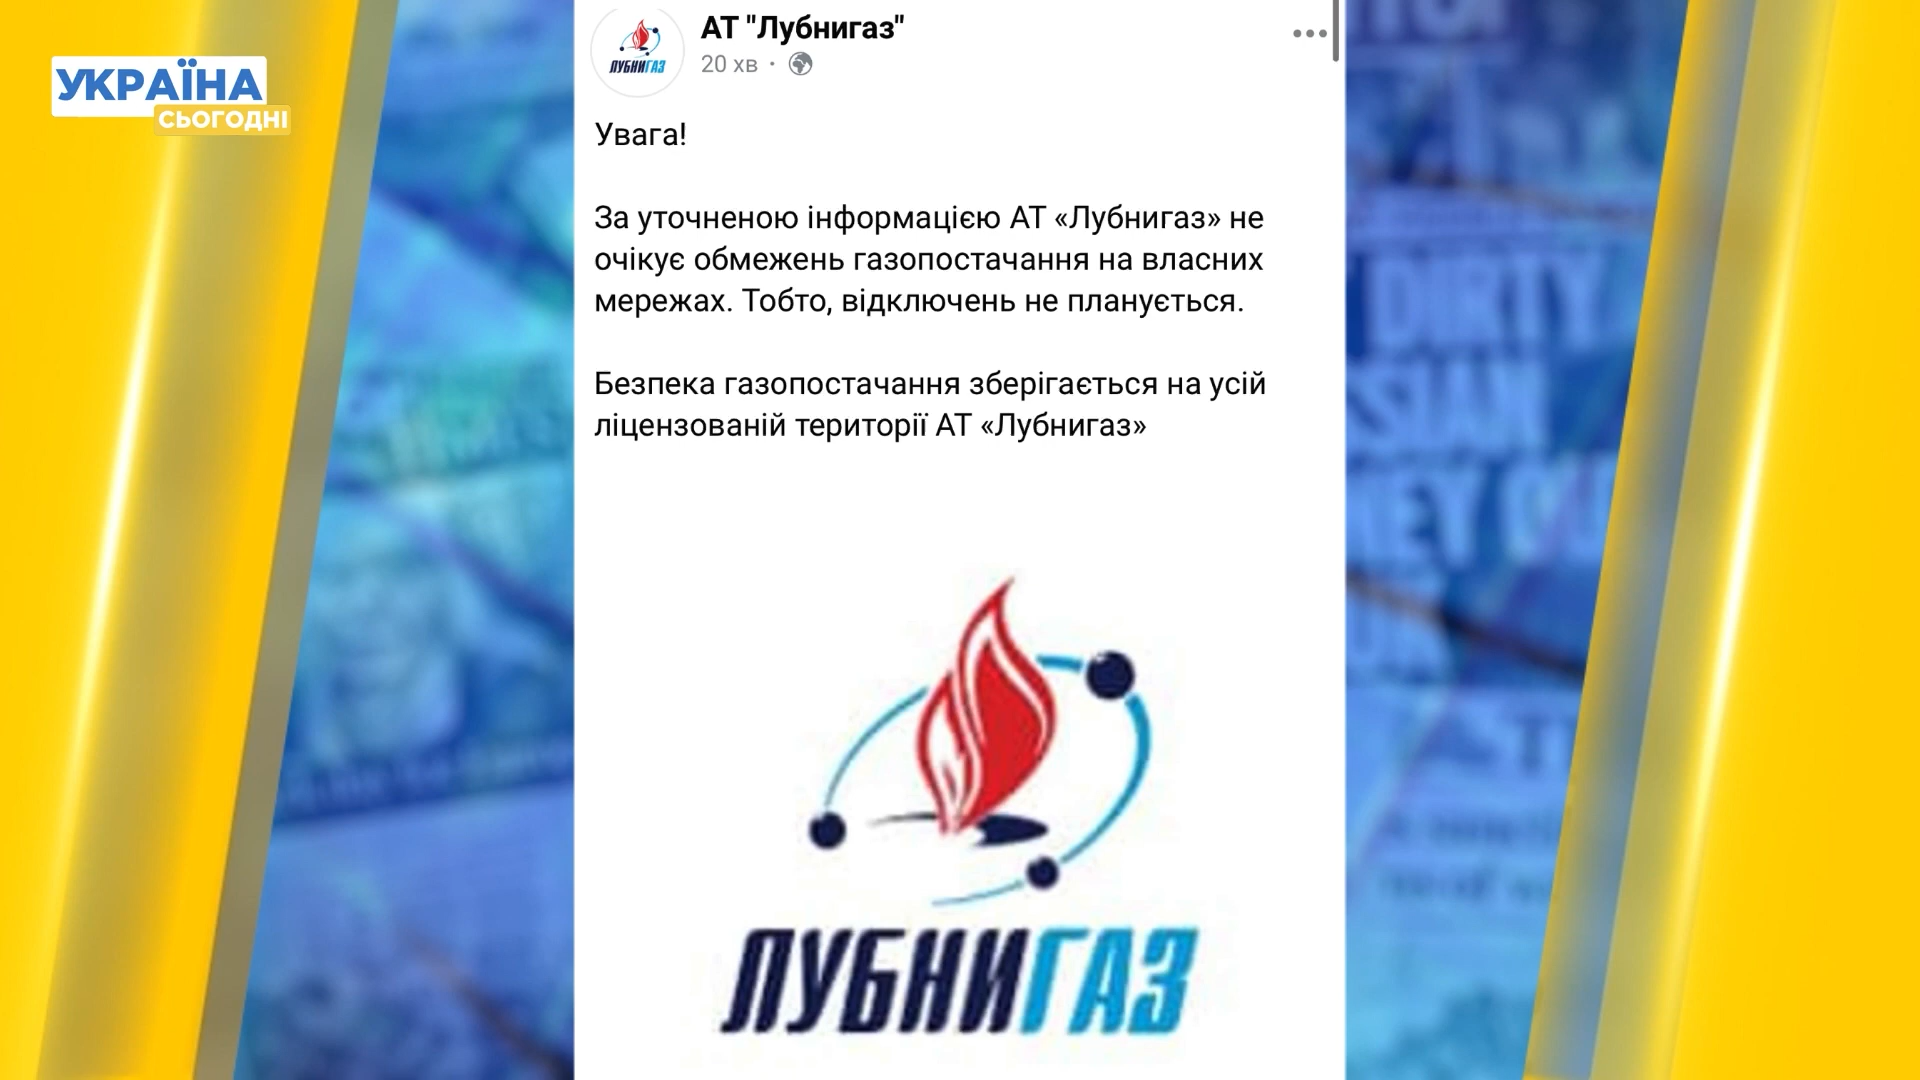 УКРАЇНА
СЬОГОДНІ
АТ "Лубнигаз"
20 хв ·
ЛУБНИГАЗ
Увага!
За уточненою інформацією АТ «Лубнигаз» не
очікує обмежень газопостачання на власних
мережах. Тобто, відключень не планується.
Безпека газопостачання зберігається на усій
ліцензованій території АТ «Лубнигаз»
ЛУБНИГАЗ
DIRTY